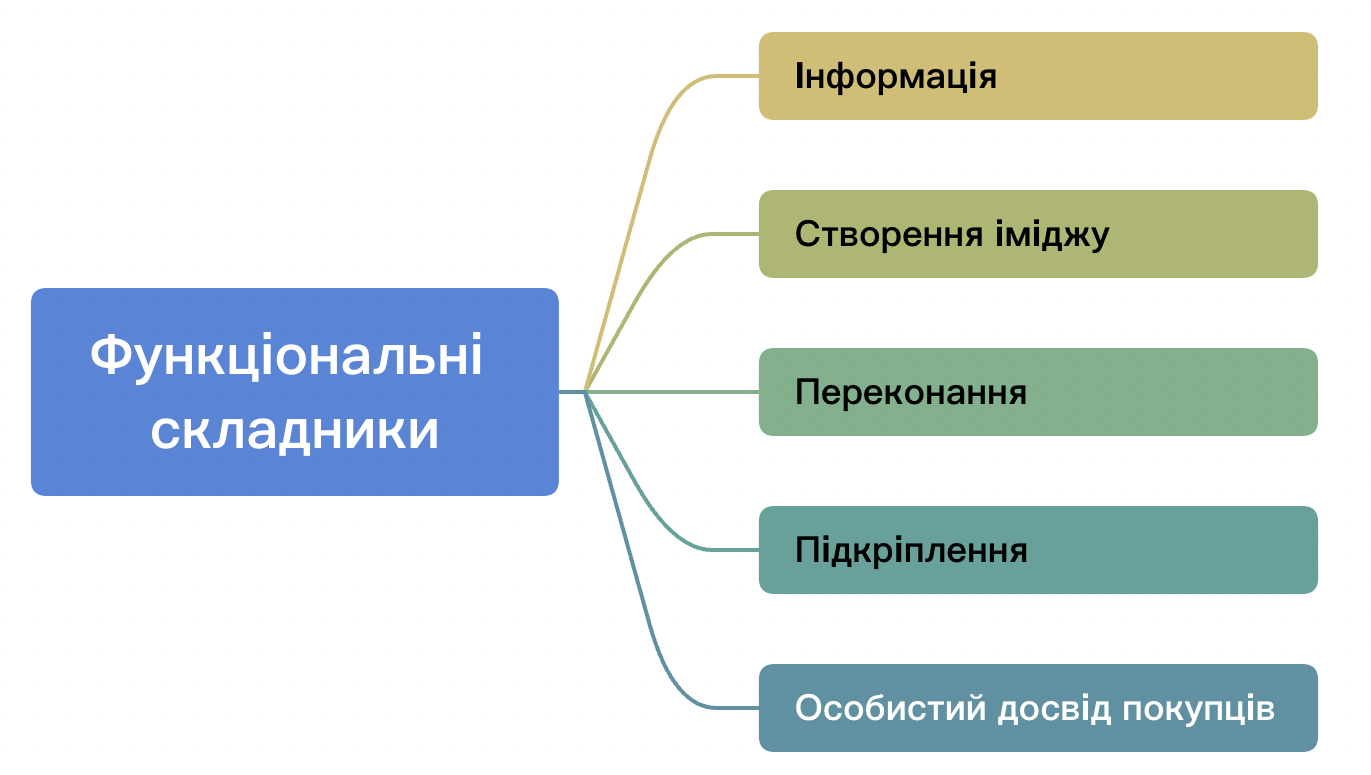 Функціональні
складники
Інформація
Створення іміджу
Переконання
Підкріплення
Особистий досвід покупців